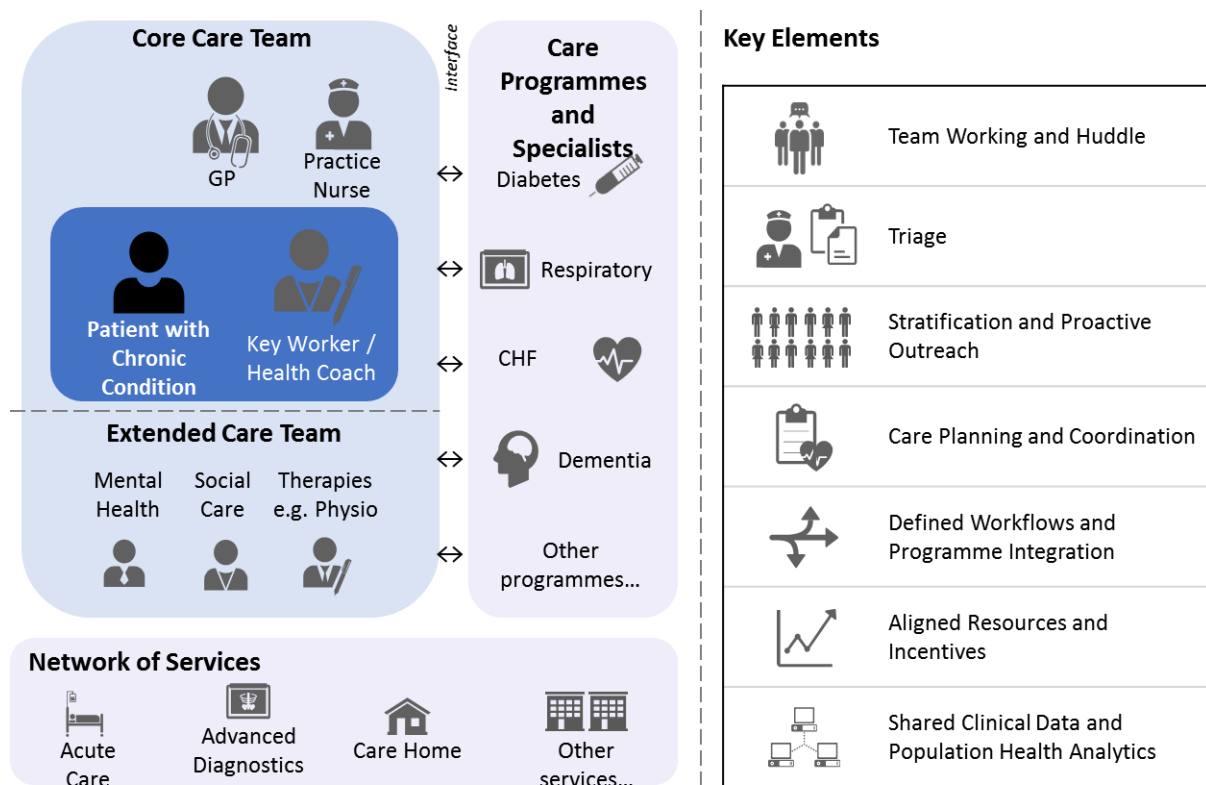 Core Care Team
GP
Practice
Nurse
Patient with
Chronic
Condition
Key Worker /
Health Coach
Extended Care Team
Mental
Health
Social
Care
Therapies
e.g. Physio
Interface
Care
Programmes
and
Specialists
Diabetes
Respiratory
CHF
Dementia
Other
programmes...
Network of Services
Acute
Care
Advanced
Diagnostics
Care Home
Other
services...
Key Elements
Team Working and Huddle
Triage
Stratification and Proactive
Outreach
Care Planning and Coordination
Defined Workflows and
Programme Integration
Aligned Resources and
Incentives
Shared Clinical Data and
Population Health Analytics